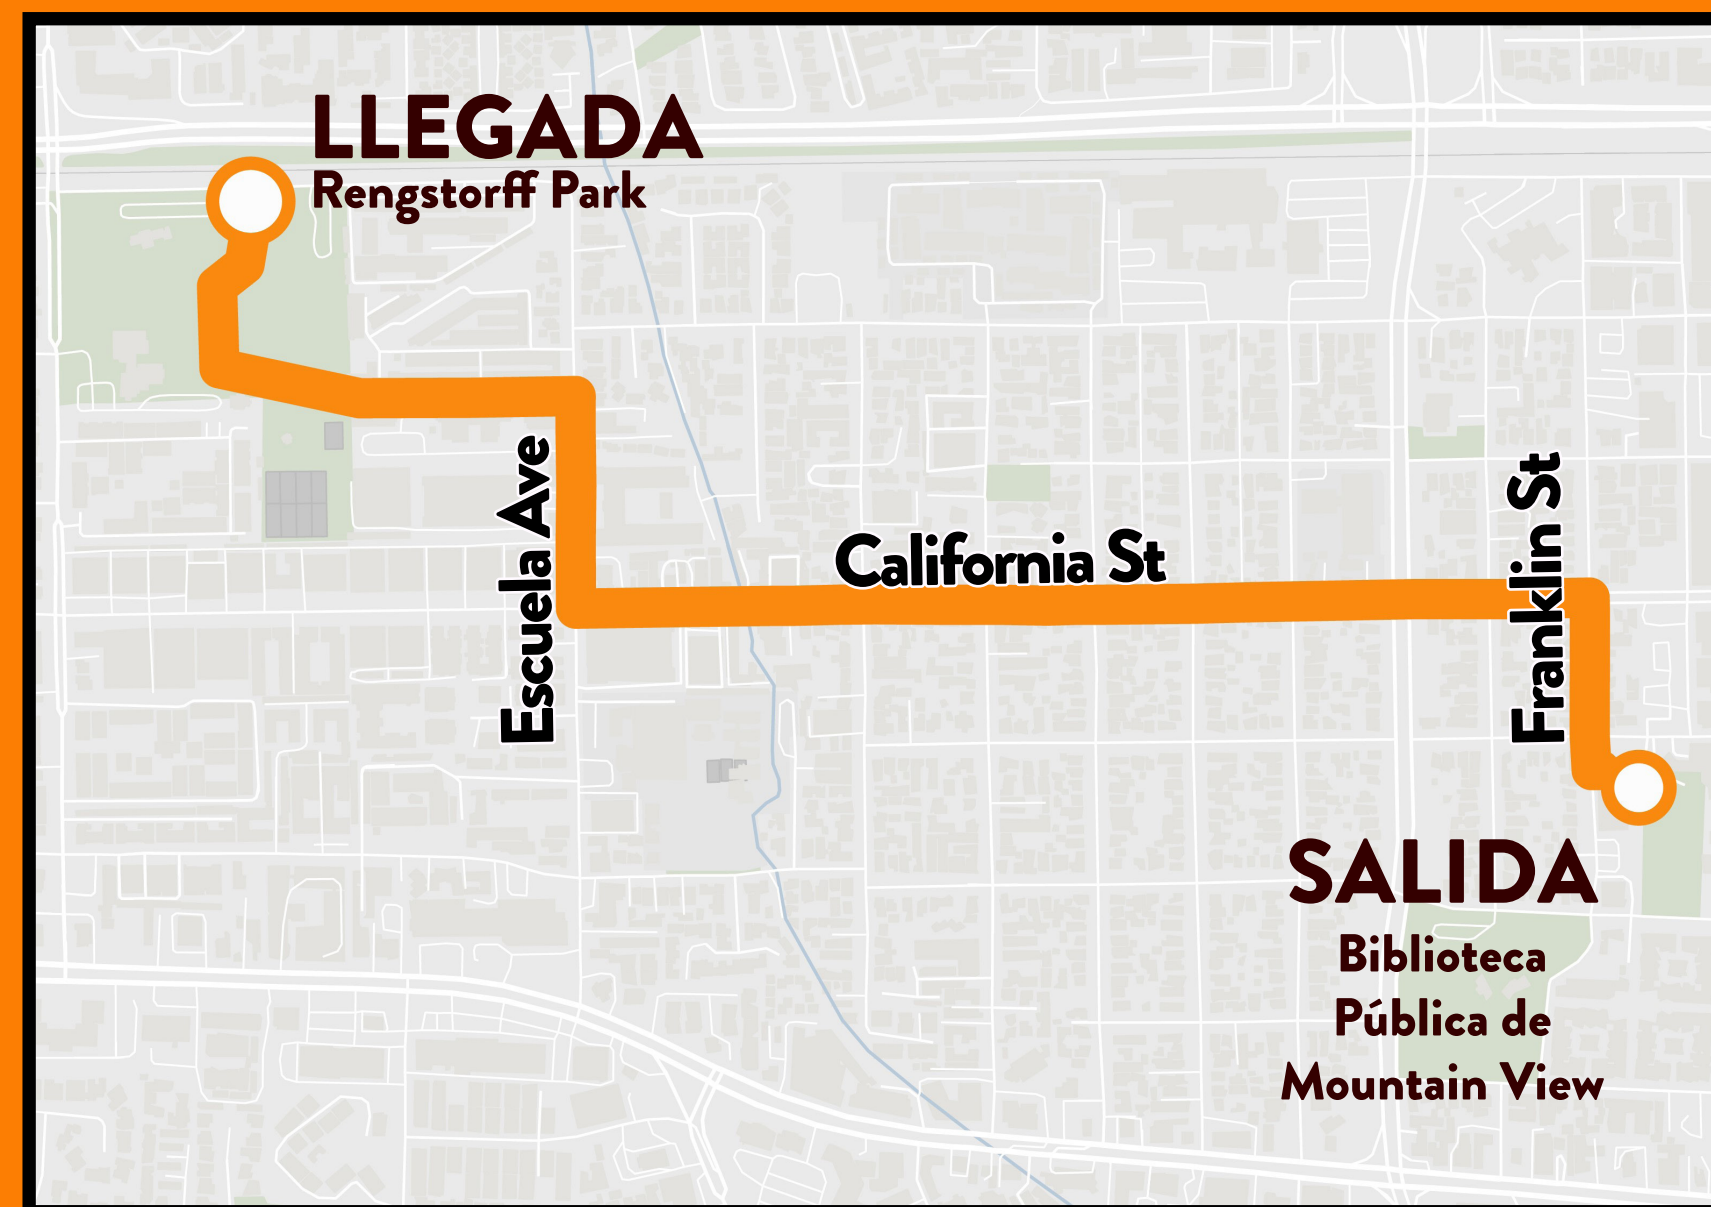 LLEGADA
Rengstorff Park
Escuela Ave
California St
Franklin St
SALIDA
Biblioteca
Pública de
Mountain View